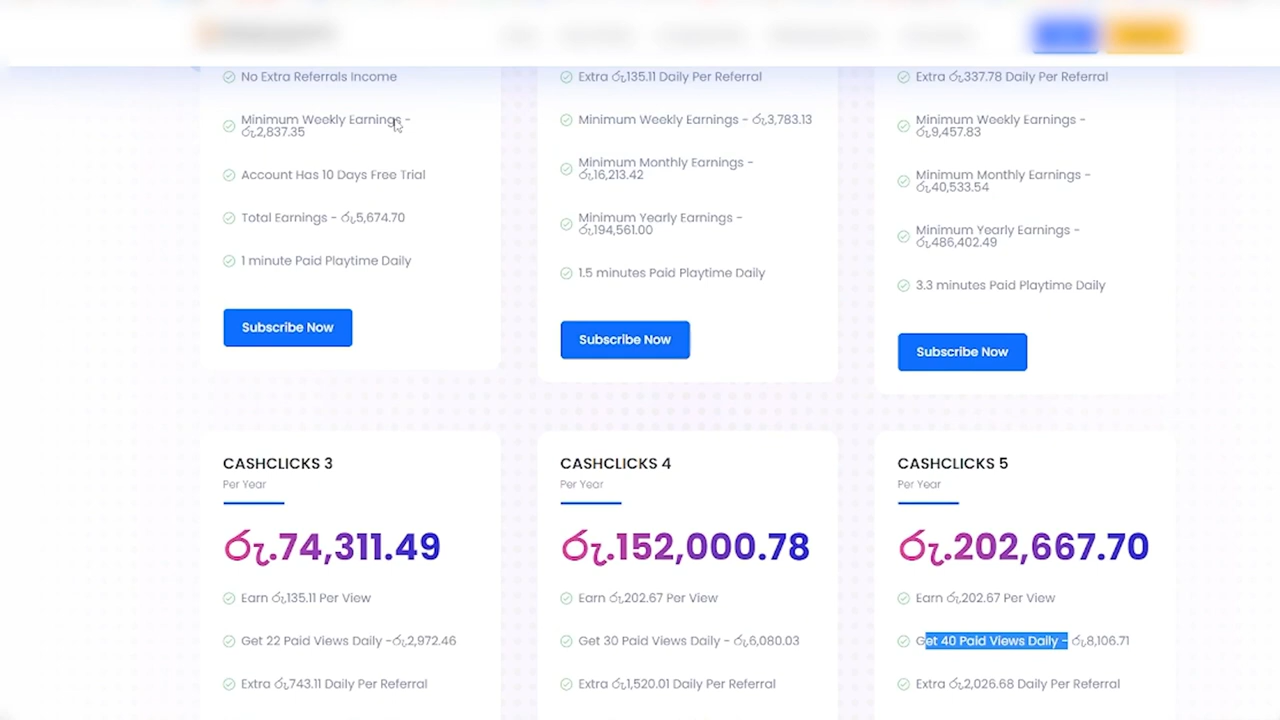 No Extra Referrals Income
Minimum Weekly Earnings -
රු2,837.35
Account Has 10 Days Free Trial
Total Earnings - රු5,674.70
1 minute Paid Playtime Daily
Subscribe Now
Extra රු135.11 Daily Per Referral
Minimum Weekly Earnings - රු3,783.13
Minimum Monthly Earnings -
රු16,213.42
Minimum Yearly Earnings -
රු194,561.00
1.5 minutes Paid Playtime Daily
Subscribe Now
Extra රු337.78 Daily Per Referral
Minimum Weekly Earnings -
රු9,457.83
Minimum Monthly Earnings -
රු40,533.54
Minimum Yearly Earnings -
රු486,402.49
3.3 minutes Paid Playtime Daily
Subscribe Now
CASHCLICKS 3
Per Year
රු.74,311.49
Earn රු135.11 Per View
Get 22 Paid Views Daily -රු2,972.46
Extra රු743.11 Daily Per Referral
CASHCLICKS 4
Per Year
රු.152,000.78
Earn රු202.67 Per View
Get 30 Paid Views Daily - රු6,080.03
Extra රු1,520.01 Daily Per Referral
CASHCLICKS 5
Per Year
රු.202,667.70
Earn රු202.67 Per View
Get 40 Paid Views Daily - රු8,106.71
Extra රු2,026.68 Daily Per Referral